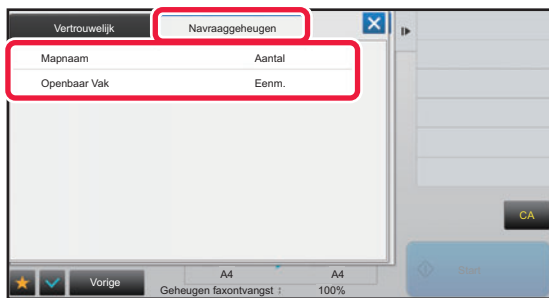 Vertrouwelijk Navraaggeheugen
Mapnaam Aantal
Openbaar Vak Eenm.
CA
Start
Vorige
A4 A4
Geheugen faxontvangst : 100%